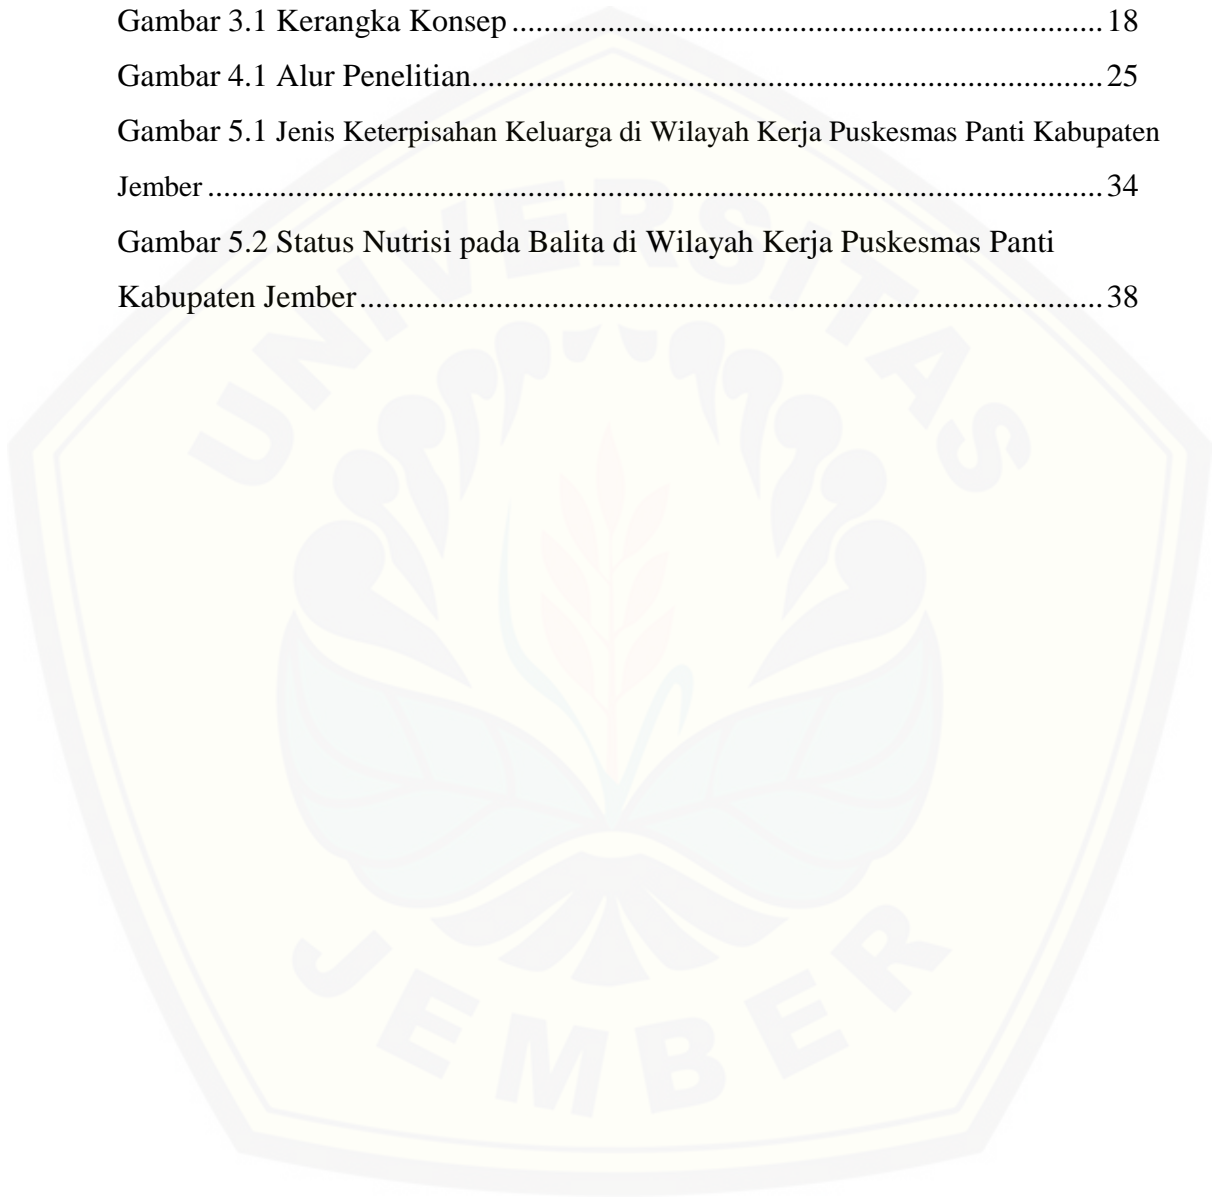 Gambar 3.1 Kerangka Konsep.......................................................................... 18
Gambar 4.1 Alur Penelitian.................................................................................. 25
Gambar 5.1 Jenis Keterpisahan Keluarga di Wilayah Kerja Puskesmas Panti Kabupaten
Jember................................................................................................................ 34
Gambar 5.2 Status Nutrisi pada Balita di Wilayah Kerja Puskesmas Panti
Kabupaten Jember............................................................................................. 38
UNIVERSITAS
JEMBER